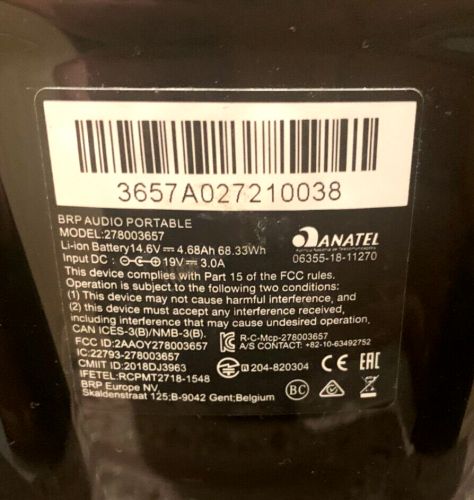 3657A027210038
BRP AUDIO PORTABLE
MODEL:278003657
Li-ion Battery14.6V⎓ 4.68Ah 68.33Wh
Input DC : 19V⎓ 3.0A
ANATEL
Agência Nacional de Telecomunicações
06355-18-11270
This device complies with Part 15 of the FCC rules.
Operation is subject to the following two conditions:
(1) This device may not cause harmful interference, and
(2) this device must accept any interference received,
including interference that may cause undesired operation.
CAN ICES-3(B)/NMB-3(B).
FCC ID:2AAOY278003657
R-C-Mcp-278003657
A/S CONTACT: +82-10-63492752
IC:22793-278003657
CMIIT ID:2018DJ3963
204-820304
CE EAC
IFETEL:RCPMT2718-1548
BRP Europe NV.
Skaldenstraat 125;B-9042 Gent;Belgium
BC